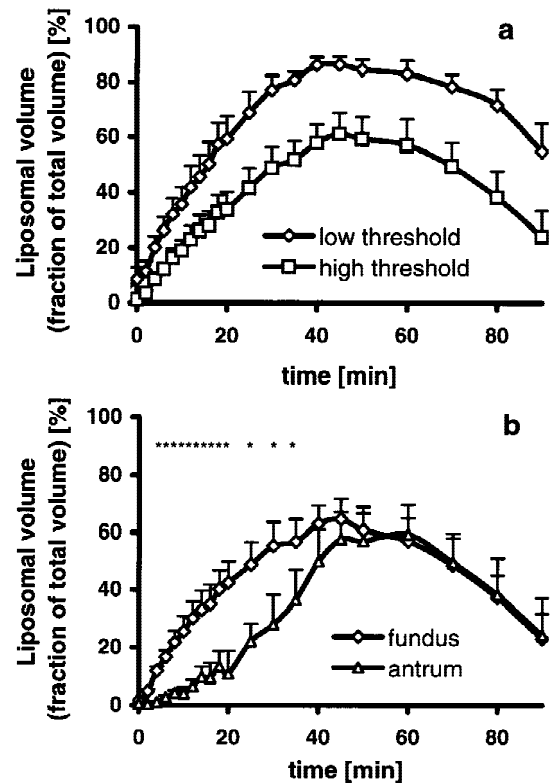 a
Liposomal volume
(fraction of total volume) [%]
100
80
60
40
20
0
low threshold
high threshold
0 20 40 60 80
time [min]
b
Liposomal volume
(fraction of total volume) [%]
100
80
60
40
20
0
*********** * * *
fundus
antrum
0 20 40 60 80
time [min]